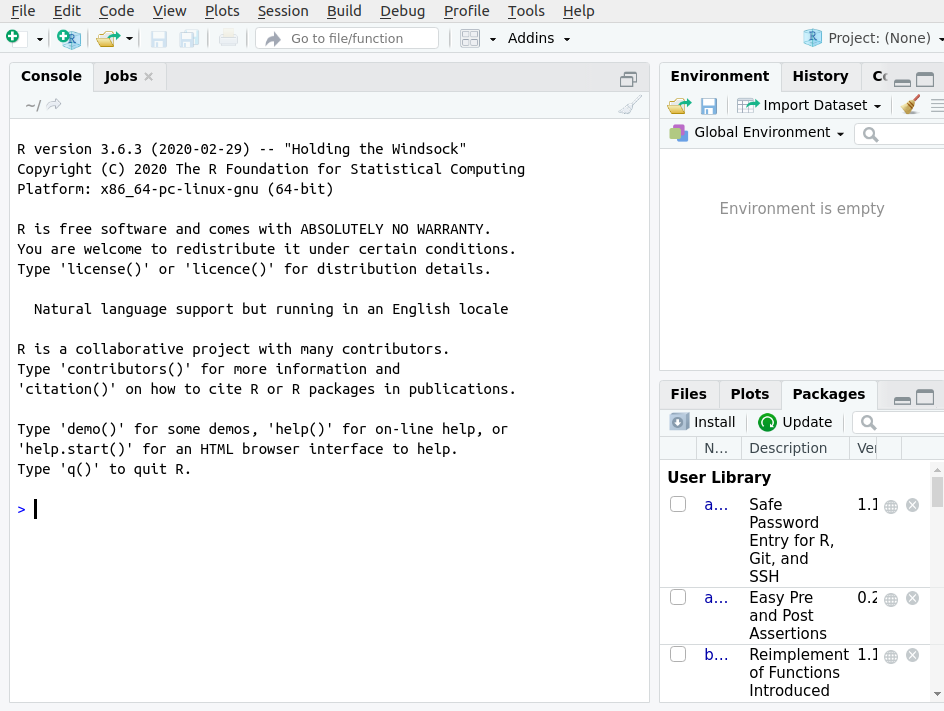 File Edit Code View Plots Session Build Debug Profile Tools Help
Go to file/function Addins Project: (None)
Console Jobs
~/
R version 3.6.3 (2020-02-29) -- "Holding the Windsock"
Copyright (C) 2020 The R Foundation for Statistical Computing
Platform: x86_64-pc-linux-gnu (64-bit)
R is free software and comes with ABSOLUTELY NO WARRANTY.
You are welcome to redistribute it under certain conditions.
Type 'license()' or 'licence()' for distribution details.
Natural language support but running in an English locale
R is a collaborative project with many contributors.
Type 'contributors()' for more information and
'citation()' on how to cite R or R packages in publications.
Type 'demo()' for some demos, 'help()' for on-line help, or
'help.start()' for an HTML browser interface to help.
Type 'q()' to quit R.
>
Environment History
Import Dataset
Global Environment
Environment is empty
Files Plots Packages
Install Update
N... Description
User Library
a... Safe 1.1
Password
Entry for R,
Git, and
SSH
a... Easy Pre 0.2
and Post
Assertions
b... Reimplement 1.1
of Functions
Introduced